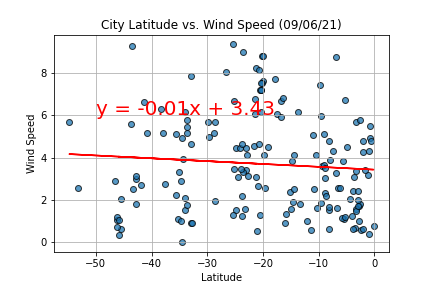 City Latitude vs. Wind Speed (09/06/21)
8
6
4
2
0
Wind Speed
y = -0.01x + 3.43
−50
−40
−30
−20
−10
0
Latitude